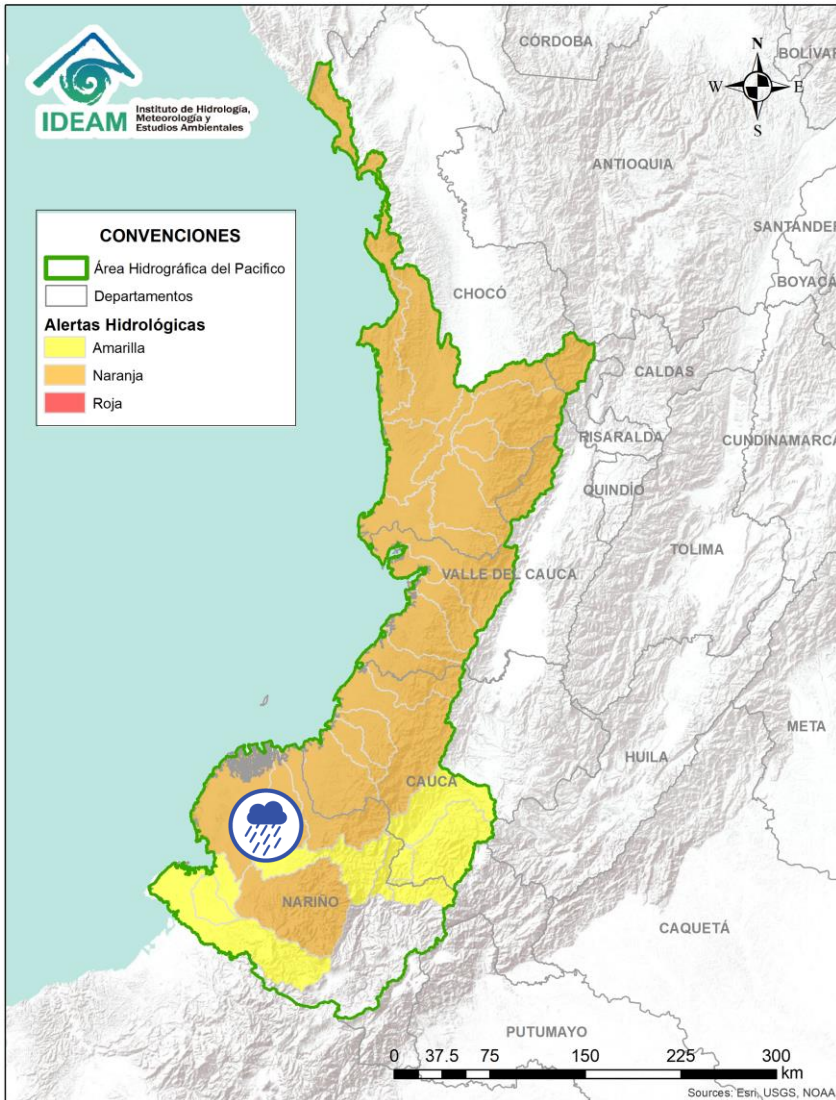 IDEAM
Instituto de Hidrología,
Meteorología y
Estudios Ambientales
CÓRDOBA
BOLÍVAR
N
W
E
S
ANTIOQUIA
SANTANDER
BOYACÁ
CONVENCIONES
Área Hidrográfica del Pacifico
Departamentos
Alertas Hidrológicas
Amarilla
Naranja
Roja
CHOCÓ
CALDAS
RISARALDA
CUNDINAMARCA
QUINDÍO
TOLIMA
VALLE DEL CAUCA
META
HUILA
CAUCA
NARIÑO
CAQUETÁ
PUTUMAYO
0 37.5 75 150 225 300
km
Sources: Esri, USGS, NOAA